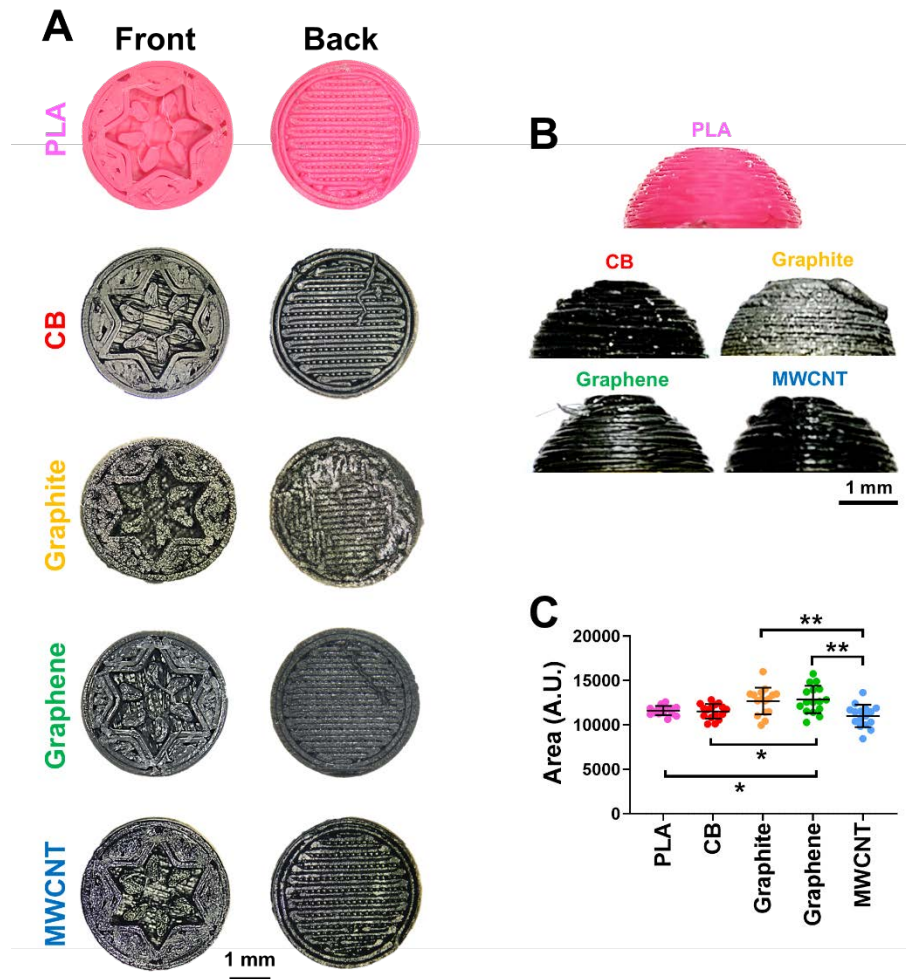 A
Front Back
PLA
CB
Graphite
Graphene
MWCNT
1 mm
B
PLA
CB Graphite
Graphene MWCNT
1 mm
C
** 
**
*
*
Area (A.U.)
20000
15000
10000
5000
0
PLA
CB
Graphite
Graphene
MWCNT